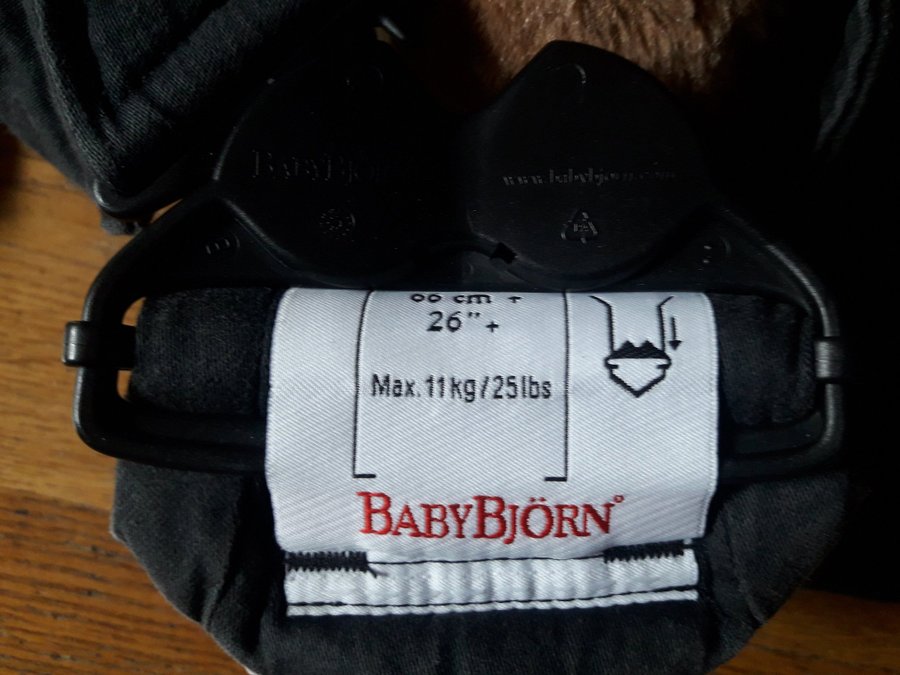 BABYBJÖRN
www.babybjorn.com
cm +
26"+
Max. 11kg/25lbs
BABYBJÖRN°